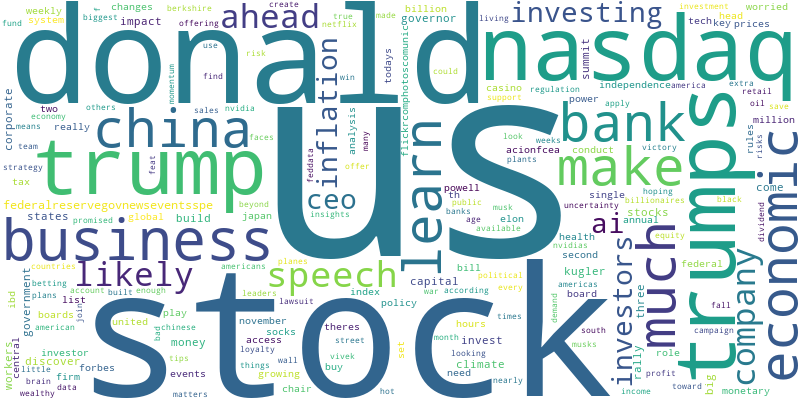 donald
us
stock
nasdaq
trump
trumps
business
china
economic
speech
learn
bank
make
much
ahead
investing
inflation
ceo
likely
ai
investors
company
true
billion
governor
weekly
changes
berkshire
create
netflix
made
fund
system
biggest
impact
offering
living
investment
head
worried
tech
key
prices
summit
todays
could
win
risk
use
find
momentum
corporate
two
others
sales
nvidia
economy
means
really
team
strategy
feat
faces
tax
analysis
many
feddata
offer
insights
flickrcomphotoscomunic
casino
support
regulation
independence
america
extra
retail
oil
save
power
apply
million
look
weeks
acionfcea
plants
conduct
victory
rules
risks
powell
th
public
musk
single
hoping
billionaires
black
uncertainty
come
dividend
federalreservegovnewseventsspe
beyond
states
promised
global
build
japan
banks
age
elon
available
stocks
annual
equity
health
second
federal
countries
americans
planes
betting
account
built
enough
leaders
lawsuit
capital
bill
political
war
according
every
kugler
americas
board
three
nvidias
ibd
plans
list
government
index
policy
boards
join
american
united
play
november
socks
theres
hours
times
demand
south
fall
campaign
rally
workers
central
investor
discover
bad
chinese
money
access
loyalty
wall
street
set
month
invest
looking
climate
musks
role
little
brain
firm
forbes
tips
events
things
growing
vivek
buy
need
nearly
profit
toward
big
wealthy
data
matters
chair
hot
income
monetary